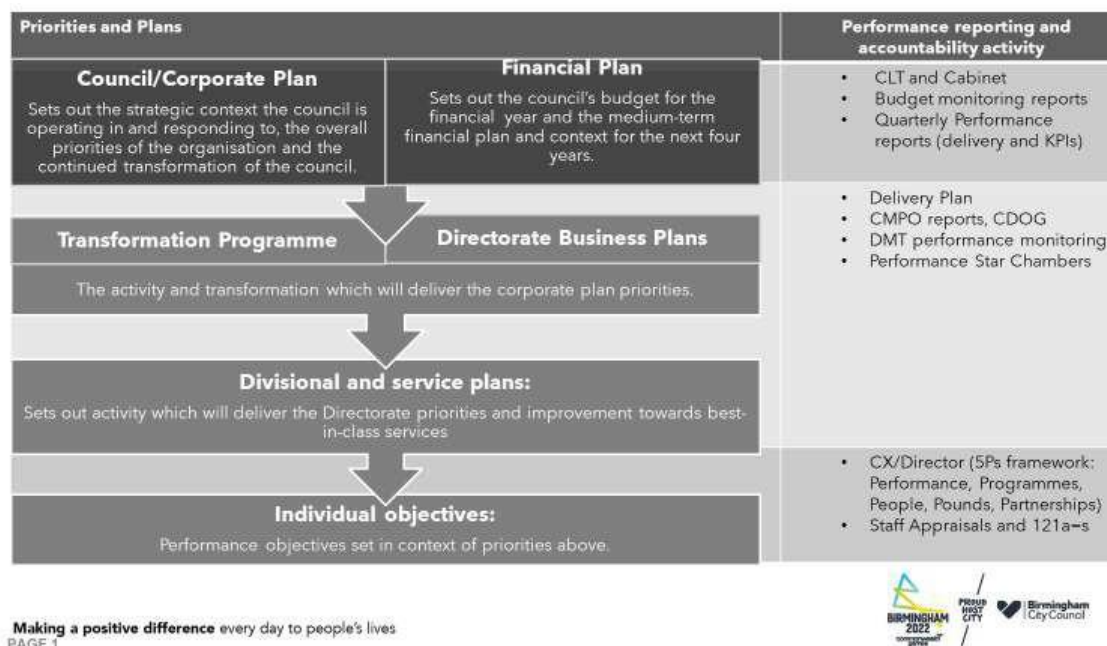 Priorities and Plans
Performance reporting and
accountability activity
Council/Corporate Plan
Sets out the strategic context the council is
operating in and responding to, the overall
priorities of the organisation and the
continued transformation of the council.
Financial Plan
Sets out the council's budget for the
financial year and the medium-term
financial plan and context for the next four
years.
• CLT and Cabinet
• Budget monitoring reports
• Quarterly Performance
reports (delivery and KPIs)
Transformation Programme
Directorate Business Plans
The activity and transformation which will deliver the corporate plan priorities.
• Delivery Plan
• CMPO reports, CDOG
• DMT performance monitoring
• Performance Star Chambers
Divisional and service plans:
Sets out activity which will deliver the Directorate priorities and improvement towards best-
in-class services
Individual objectives:
Performance objectives set in context of priorities above.
• CX/Director (5Ps framework:
Performance, Programmes,
People, Pounds, Partnerships)
• Staff Appraisals and 121a–s
Making a positive difference every day to people's lives
PAGE 1
BIRMINGHAM
2022
PROUD
HOST
CITY
Birmingham
City Council